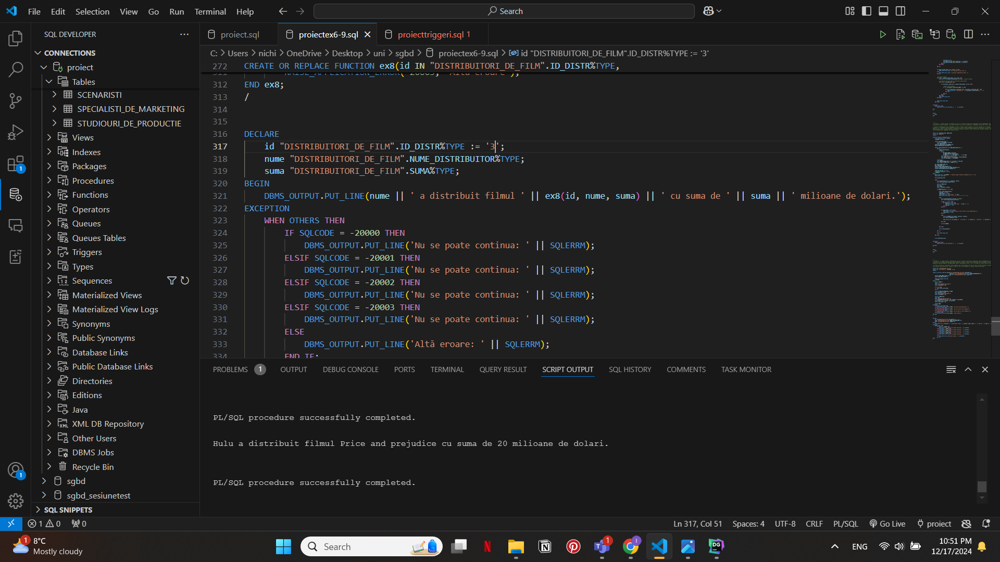 File Edit Selection View Go Run Terminal Help
Search
SQL DEVELOPER
CONNECTIONS
proiect
Tables
SCENARISTI
SPECIALISTI_DE_MARKETING
STUDIOURI_DE_PRODUCTIE
Views
Indexes
Packages
Procedures
Functions
Operators
Queues
Queues Tables
Triggers
Types
Sequences
Materialized Views
Materialized View Logs
Synonyms
Public Synonyms
Database Links
Public Database Links
Directories
Editions
Java
XML DB Repository
Other Users
DBMS Jobs
Recycle Bin
sgbd
sgbd_sesiunetest
SQL SNIPPETS
1
1
proiect.sql
proiectex6-9.sql
proiecttriggeri.sql 1
C: > Users > nichi > OneDrive > Desktop > uni > sgbd > proiectex6-9.sql > id "DISTRIBUITORI_DE_FILM".ID_DISTR%TYPE := '3'
272 CREATE OR REPLACE FUNCTION ex8(id IN "DISTRIBUITORI_DE_FILM".ID_DISTR%TYPE,
312 END ex8;
313 /
314
315
316 DECLARE
317 id "DISTRIBUITORI_DE_FILM".ID_DISTR%TYPE := '3';
318 nume "DISTRIBUITORI_DE_FILM".NUME_DISTRIBUITOR%TYPE;
319 suma "DISTRIBUITORI_DE_FILM".SUMA%TYPE;
320 BEGIN
321 DBMS_OUTPUT.PUT_LINE(nume || ' a distribuit filmul ' || ex8(id, nume, suma) || ' cu suma de ' || suma || ' milioane de dolari.');
322 EXCEPTION
323 WHEN OTHERS THEN
324 IF SQLCODE = -20000 THEN
325 DBMS_OUTPUT.PUT_LINE('Nu se poate continua: ' || SQLERRM);
326 ELSIF SQLCODE = -20001 THEN
327 DBMS_OUTPUT.PUT_LINE('Nu se poate continua: ' || SQLERRM);
328 ELSIF SQLCODE = -20002 THEN
329 DBMS_OUTPUT.PUT_LINE('Nu se poate continua: ' || SQLERRM);
330 ELSIF SQLCODE = -20003 THEN
331 DBMS_OUTPUT.PUT_LINE('Nu se poate continua: ' || SQLERRM);
332 ELSE
333 DBMS_OUTPUT.PUT_LINE('Altă eroare: ' || SQLERRM);
334 END IF;
PROBLEMS 1 OUTPUT DEBUG CONSOLE PORTS TERMINAL QUERY RESULT SCRIPT OUTPUT SQL HISTORY COMMENTS TASK MONITOR
PL/SQL procedure successfully completed.
Hulu a distribuit filmul Price and prejudice cu suma de 20 milioane de dolari.
PL/SQL procedure successfully completed.
1 0 0
Ln 317, Col 51 Spaces: 4 UTF-8 CRLF PL/SQL Go Live proiect
1 8°C
Mostly cloudy
Search
N
1
DG
ENG
10:51 PM
12/17/2024